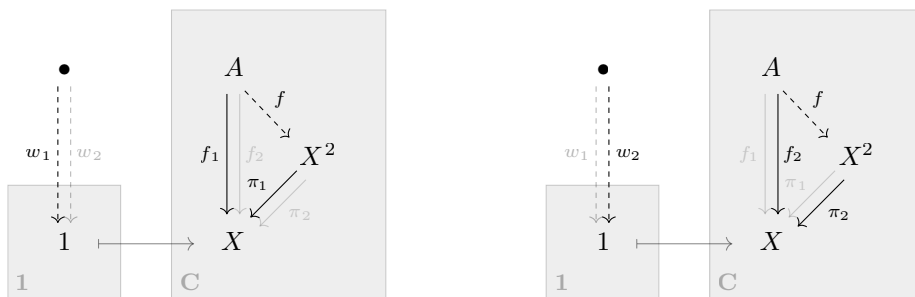 A
f
w₁ w₂ f₁ f₂ X²
π₁ π₂
1 X
1 C
A
f
w₁ w₂ f₁ f₂ X²
π₁ π₂
1 X
1 C